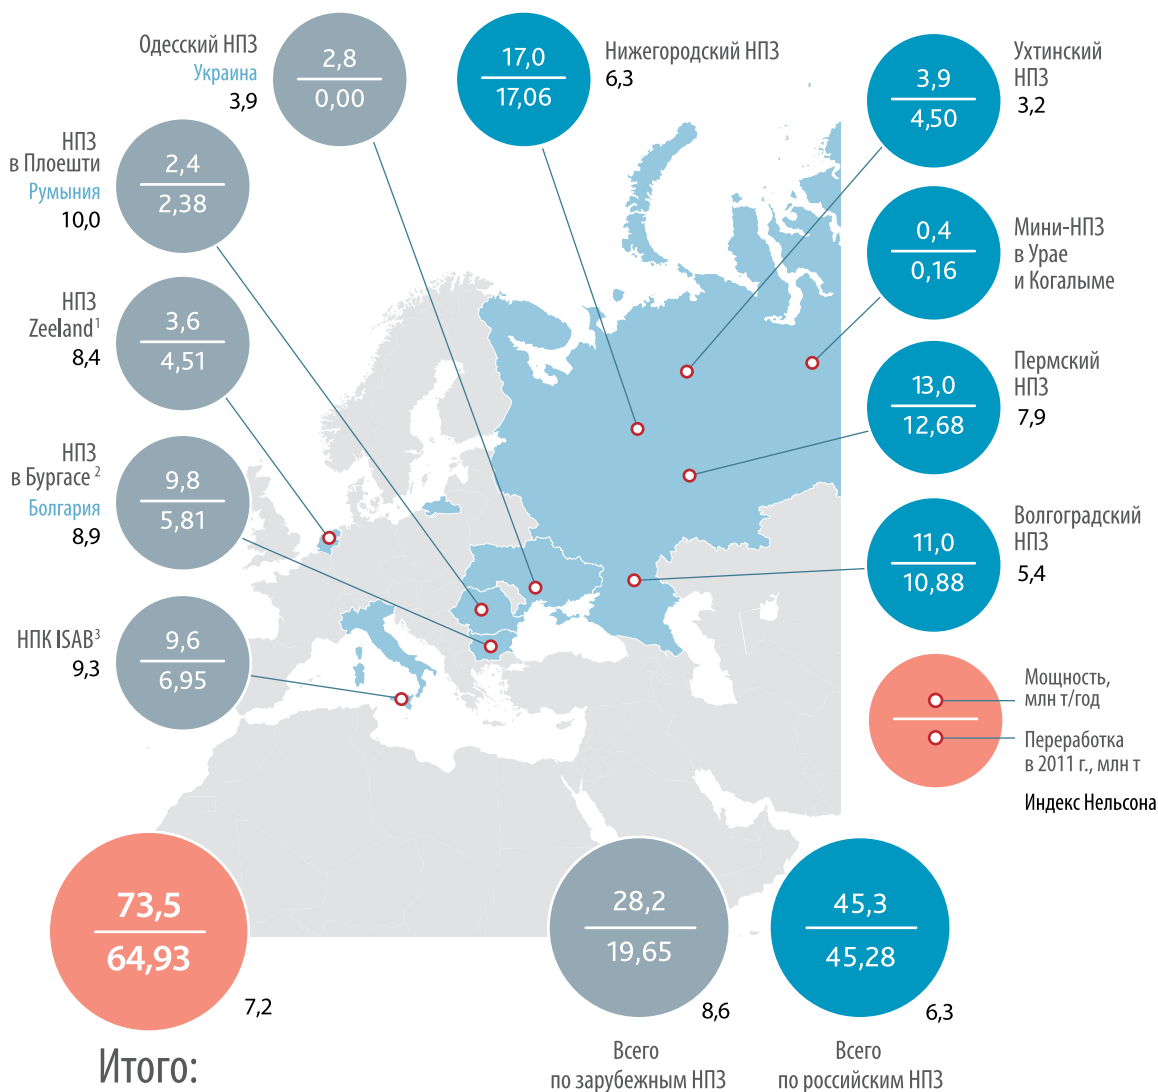 Одесский НПЗ
Украина
3,9
2,8
0,00
17,0
17,06
Нижегородский НПЗ
6,3
3,9
4,50
Ухтинский
НПЗ
3,2
НПЗ
в Плоешти
Румыния
10,0
2,4
2,38
0,4
0,16
Мини-НПЗ
в Урае
и Когалыме
НПЗ
Zeeland¹
8,4
3,6
4,51
13,0
12,68
Пермский
НПЗ
7,9
НПЗ
в Бургасе ²
Болгария
8,9
9,8
5,81
11,0
10,88
Волгоградский
НПЗ
5,4
НПК ISAB³
9,3
9,6
6,95
Мощность,
млн т/год
Переработка
в 2011 г., млн т
Индекс Нельсона
73,5
64,93
7,2
Итого:
28,2
19,65
8,6
Всего
по зарубежным НПЗ
45,3
45,28
6,3
Всего
по российским НПЗ